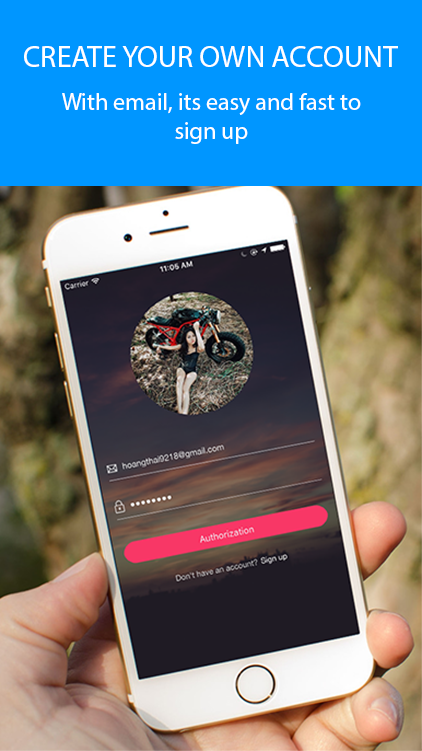 CREATE YOUR OWN ACCOUNT
With email, its easy and fast to
sign up
Carrier
11:05 AM
hoangthai9218@gmail.com
Authorization
Don't have an account? Sign up